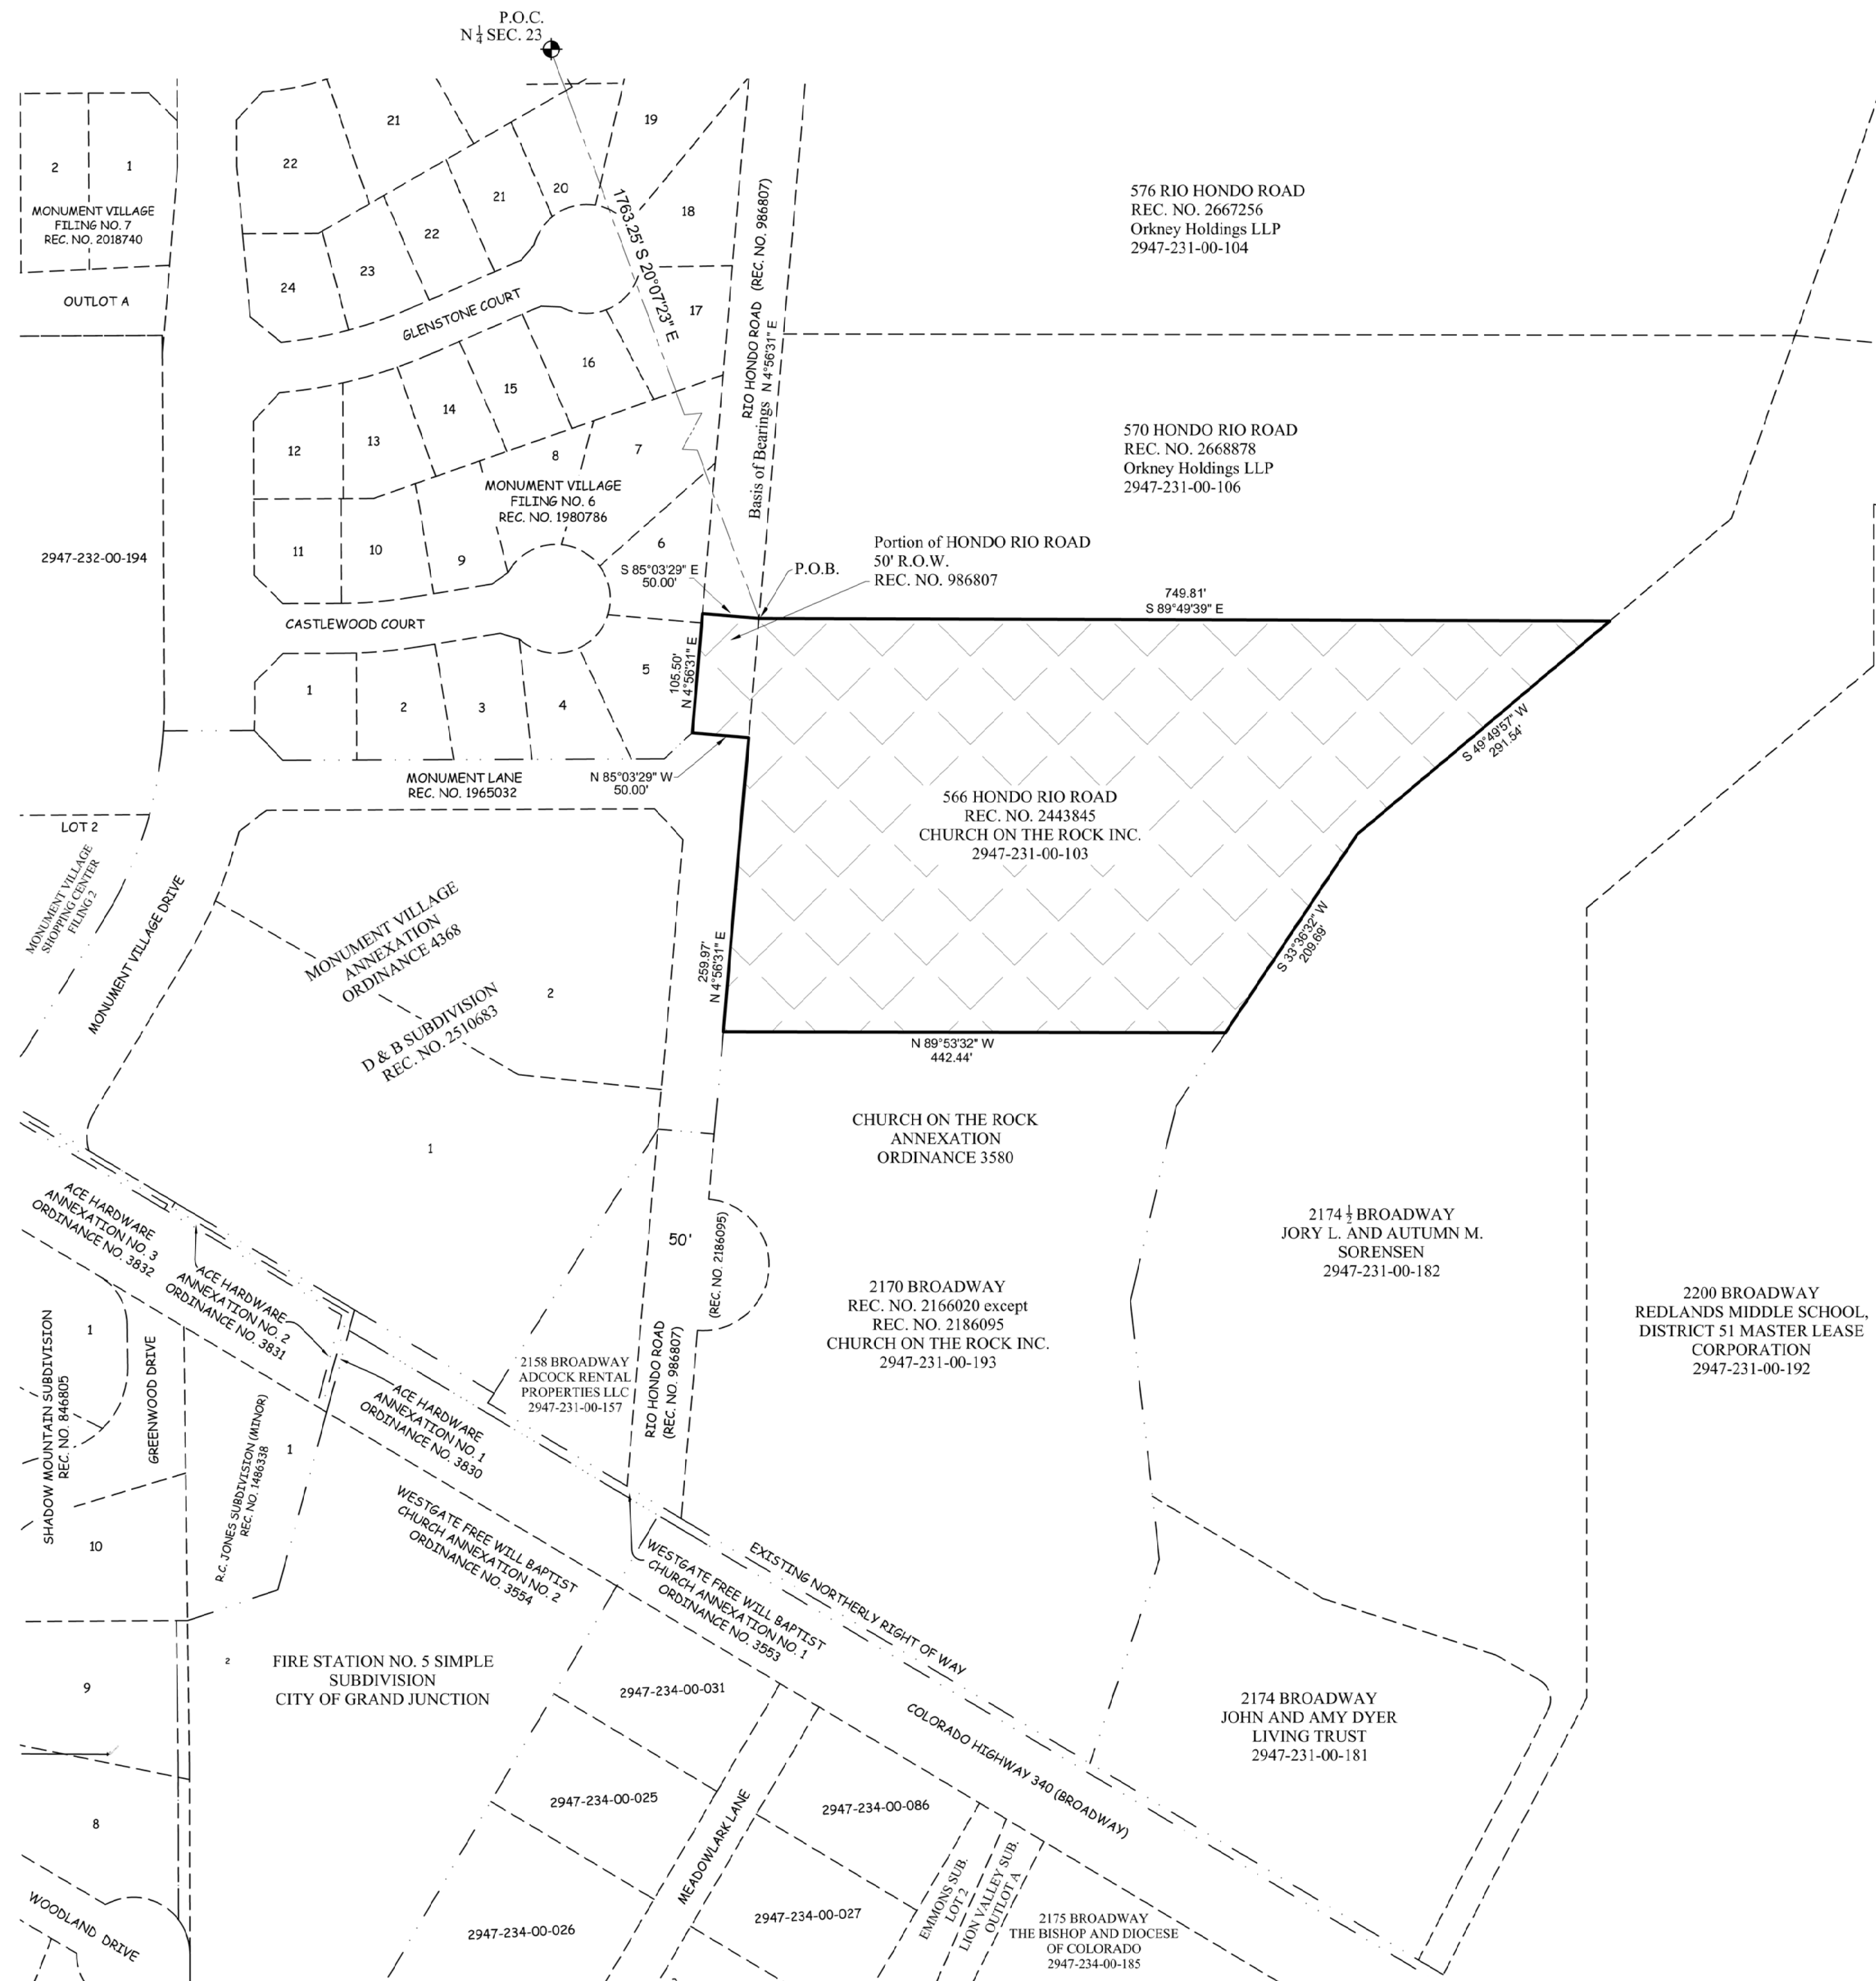 P.O.C.
N 1/4 SEC. 23
2
1
MONUMENT VILLAGE
FILING NO. 7
REC. NO. 2018740
OUTLOT A
22
21
21
20
19
22
18
23
24
GLENSTONE COURT
17
16
15
14
13
12
1763.25' S 20°07'23" E
RIO HONDO ROAD (REC. NO. 986807)
Basis of Bearings N 4°56'31" E
576 RIO HONDO ROAD
REC. NO. 2667256
Orkney Holdings LLP
2947-231-00-104
570 HONDO RIO ROAD
REC. NO. 2668878
Orkney Holdings LLP
2947-231-00-106
8
7
MONUMENT VILLAGE
FILING NO. 6
REC. NO. 1980786
11
10
9
6
2947-232-00-194
S 85°03'29" E
50.00'
P.O.B.
Portion of HONDO RIO ROAD
50' R.O.W.
REC. NO. 986807
749.81'
S 89°49'39" E
CASTLEWOOD COURT
1
2
3
4
5
105.50'
N 4°56'31" E
S 49°49'57" W
291.54'
MONUMENT LANE
REC. NO. 1965032
N 85°03'29" W
50.00'
566 HONDO RIO ROAD
REC. NO. 2443845
CHURCH ON THE ROCK INC.
2947-231-00-103
LOT 2
MONUMENT VILLAGE
SHOPPING CENTER
FILING 2
MONUMENT VILLAGE DRIVE
MONUMENT VILLAGE
ANNEXATION
ORDINANCE 4368
D & B SUBDIVISION
REC. NO. 2510683
2
259.97'
N 4°56'31" E
S 33°36'32" W
209.69'
N 89°53'32" W
442.44'
1
CHURCH ON THE ROCK
ANNEXATION
ORDINANCE 3580
ACE HARDWARE
ANNEXATION NO. 3
ORDINANCE NO. 3832
ACE HARDWARE
ANNEXATION NO. 2
ORDINANCE NO. 3831
ACE HARDWARE
ANNEXATION NO. 1
ORDINANCE NO. 3830
50'
(REC. NO. 2186095)
RIO HONDO ROAD
(REC. NO. 986807)
2174 1/2 BROADWAY
JORY L. AND AUTUMN M.
SORENSEN
2947-231-00-182
2170 BROADWAY
REC. NO. 2166020 except
REC. NO. 2186095
CHURCH ON THE ROCK INC.
2947-231-00-193
2200 BROADWAY
REDLANDS MIDDLE SCHOOL,
DISTRICT 51 MASTER LEASE
CORPORATION
2947-231-00-192
2158 BROADWAY
ADCOCK RENTAL
PROPERTIES LLC
2947-231-00-157
SHADOW MOUNTAIN SUBDIVISION
REC. NO. 846805
1
GREENWOOD DRIVE
R.C. JONES SUBDIVISION (MINOR)
REC. NO. 1486338
1
10
WESTGATE FREE WILL BAPTIST
CHURCH ANNEXATION NO. 2
ORDINANCE NO. 3554
WESTGATE FREE WILL BAPTIST
CHURCH ANNEXATION NO. 1
ORDINANCE NO. 3553
EXISTING NORTHERLY RIGHT OF WAY
COLORADO HIGHWAY 340 (BROADWAY)
9
2
FIRE STATION NO. 5 SIMPLE
SUBDIVISION
CITY OF GRAND JUNCTION
2947-234-00-031
2174 BROADWAY
JOHN AND AMY DYER
LIVING TRUST
2947-231-00-181
8
2947-234-00-025
MEADOWLARK LANE
2947-234-00-086
WOODLAND DRIVE
2947-234-00-026
2947-234-00-027
EMMONS SUB.
LOT 2
LION VALLEY SUB.
OUTLOT A
2175 BROADWAY
THE BISHOP AND DIOCESE
OF COLORADO
2947-234-00-185